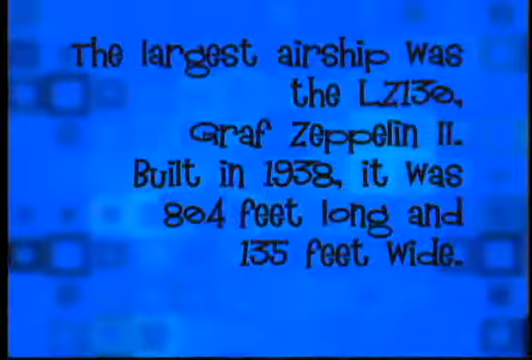 The largest airship was
the LZ130,
Graf Zeppelin II.
Built in 1938, it was
804 feet long and
135 feet wide.